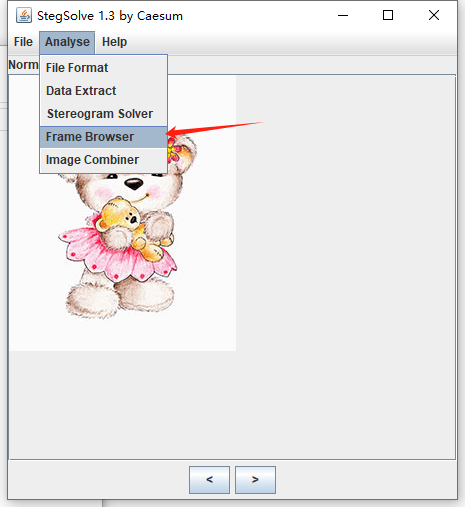 StegSolve 1.3 by Caesum
File Analyse Help
Norm
File Format
Data Extract
Stereogram Solver
Frame Browser
Image Combiner
< >